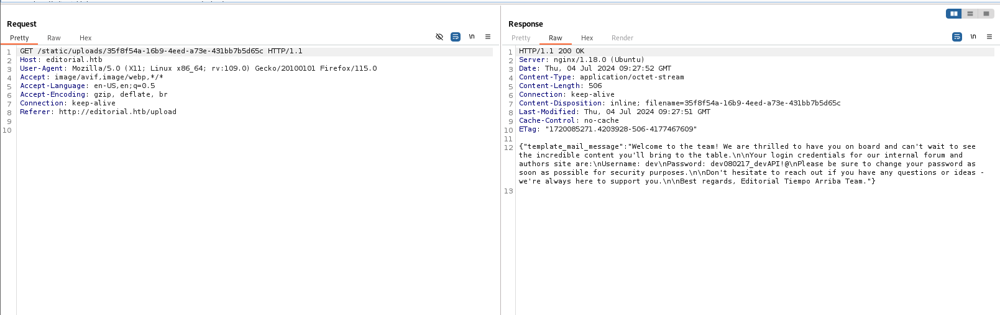 Request
Pretty Raw Hex
\n
1 GET /static/uploads/35f8f54a-16b9-4eed-a73e-431bb7b5d65c HTTP/1.1
2 Host: editorial.htb
3 User-Agent: Mozilla/5.0 (X11; Linux x86_64; rv:109.0) Gecko/20100101 Firefox/115.0
4 Accept: image/avif,image/webp,*/*
5 Accept-Language: en-US,en;q=0.5
6 Accept-Encoding: gzip, deflate, br
7 Connection: keep-alive
8 Referer: http://editorial.htb/upload
9
10
Response
Pretty Raw Hex Render
\n
1 HTTP/1.1 200 OK
2 Server: nginx/1.18.0 (Ubuntu)
3 Date: Thu, 04 Jul 2024 09:27:52 GMT
4 Content-Type: application/octet-stream
5 Content-Length: 506
6 Connection: keep-alive
7 Content-Disposition: inline; filename=35f8f54a-16b9-4eed-a73e-431bb7b5d65c
8 Last-Modified: Thu, 04 Jul 2024 09:27:51 GMT
9 Cache-Control: no-cache
10 ETag: "1720085271.4203928-506-4177467609"
11
12 {"template_mail_message":"Welcome to the team! We are thrilled to have you on board and can't wait to see
the incredible content you'll bring to the table.\n\nYour login credentials for our internal forum and
authors site are:\nUsername: dev\nPassword: dev080217_devAPI!@\nPlease be sure to change your password as
soon as possible for security purposes.\n\nDon't hesitate to reach out if you have any questions or ideas -
we're always here to support you.\n\nBest regards, Editorial Tiempo Arriba Team."}
13